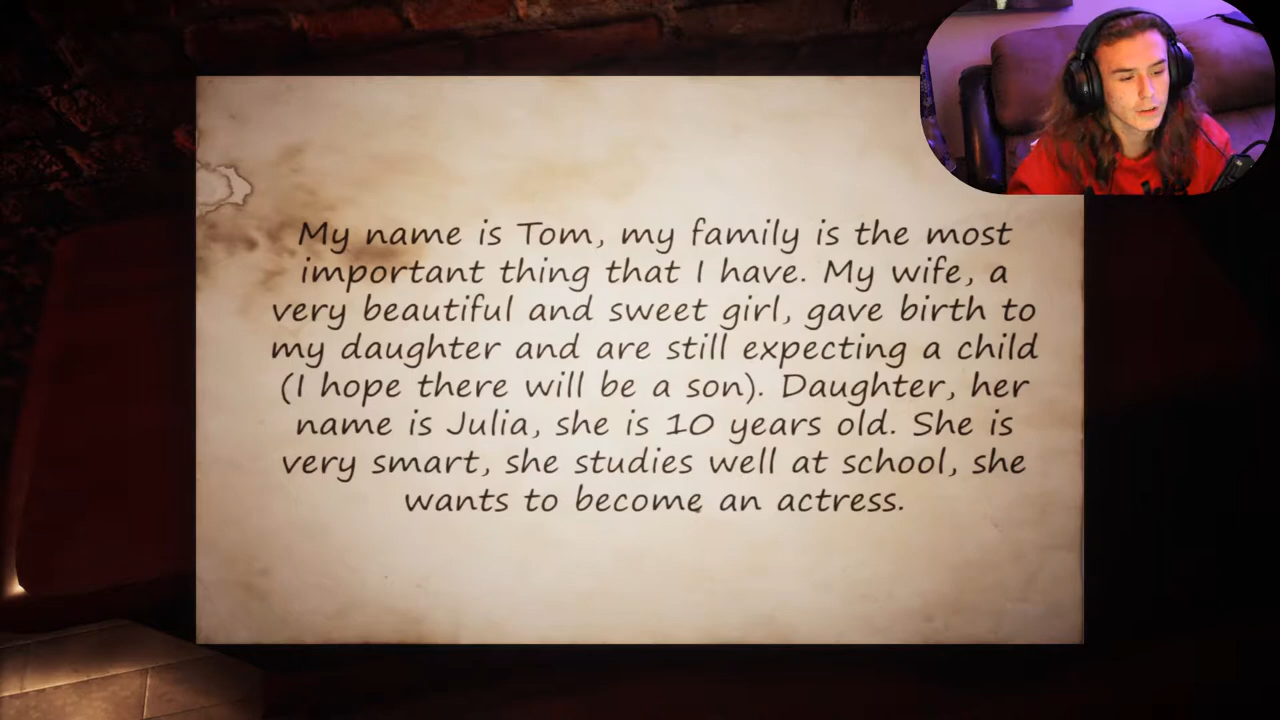 My name is Tom, my family is the most
important thing that I have. My wife, a
very beautiful and sweet girl, gave birth to
my daughter and are still expecting a child
(I hope there will be a son). Daughter, her
name is Julia, she is 10 years old. She is
very smart, she studies well at school, she
wants to become an actress.